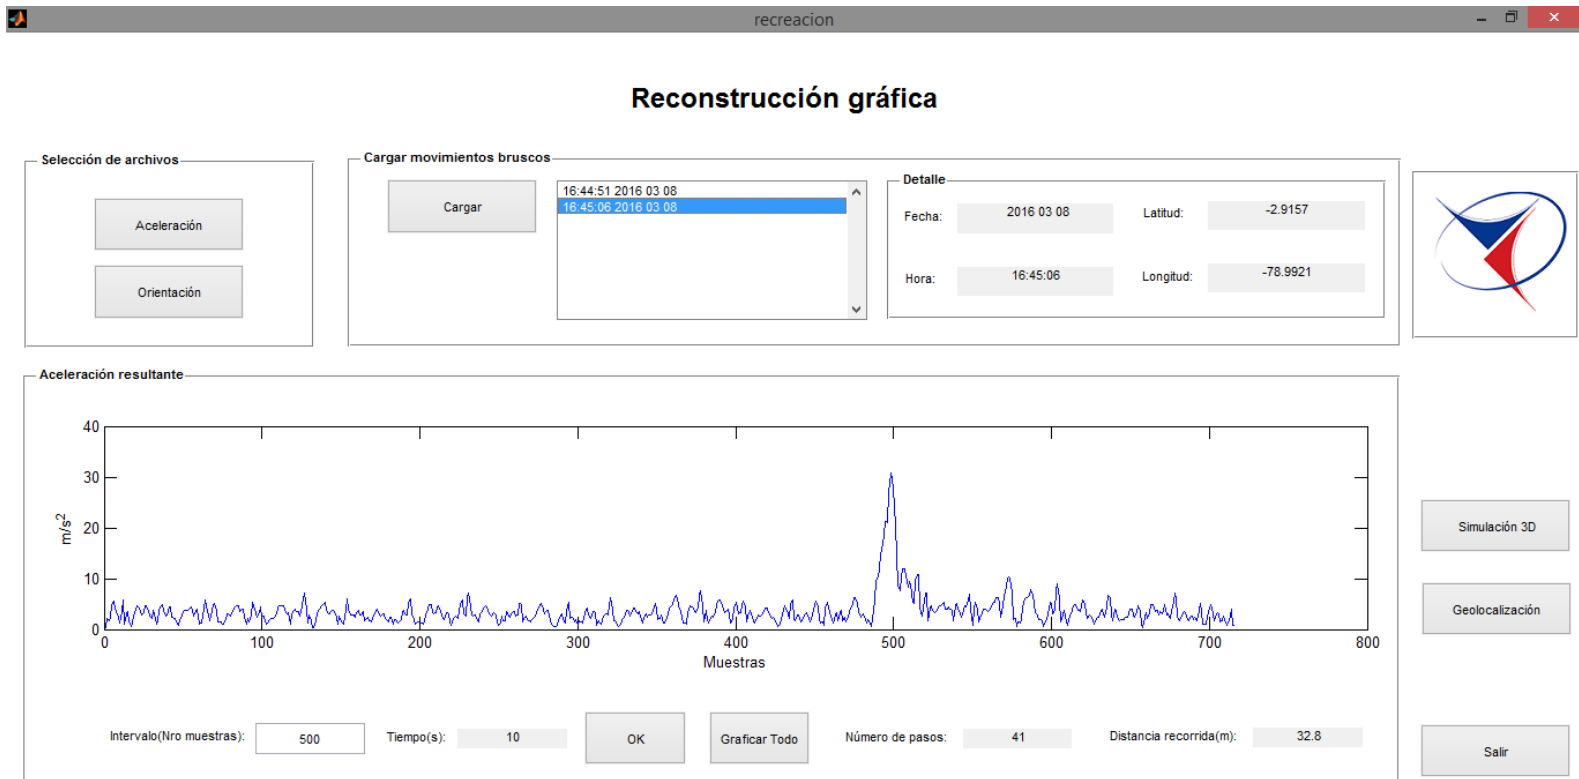 recreacion
Reconstrucción gráfica
Selección de archivos
Aceleración
Orientación
Cargar movimientos bruscos
Cargar
16:44:51 2016 03 08
16:45:06 2016 03 08
Detalle
Fecha: 2016 03 08 Latitud: -2.9157
Hora: 16:45:06 Longitud: -78.9921
Aceleración resultante
40
30
20
10
0
m/s2
0 100 200 300 400 500 600 700 800
Muestras
Simulación 3D
Geolocalización
Intervalo(Nro muestras): 500 Tiempo(s): 10 OK Graficar Todo Número de pasos: 41 Distancia recorrida(m): 32.8
Salir